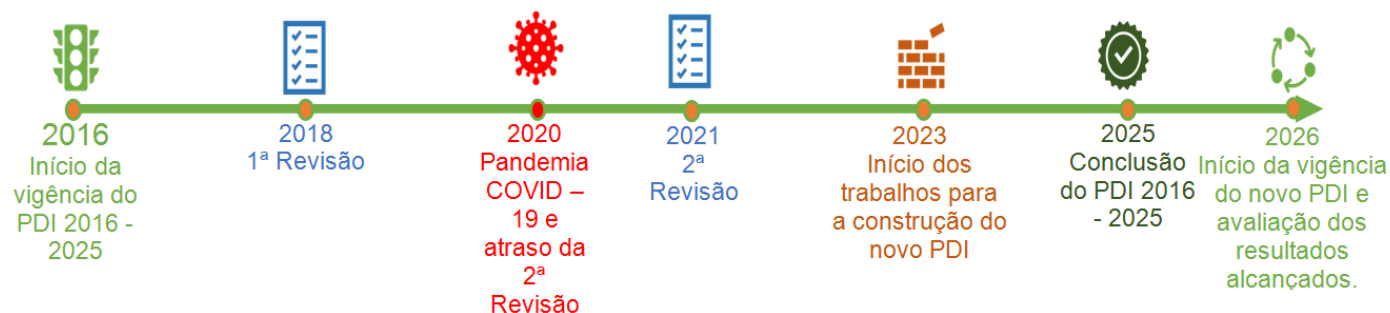 2016
Início da
vigência do
PDI 2016 -
2025
2018
1ª Revisão
2020
Pandemia
COVID –
19 e
atraso da
2ª
Revisão
2021
2ª
Revisão
2023
Início dos
trabalhos para
a construção do
novo PDI
2025
Conclusão
do PDI 2016
- 2025
2026
Início da vigência
do novo PDI e
avaliação dos
resultados
alcançados.